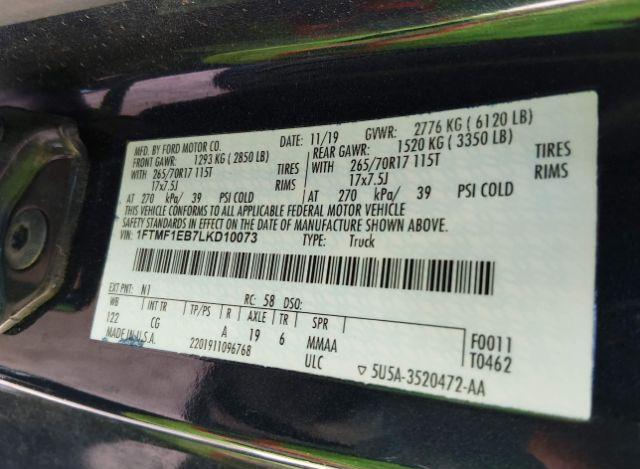 MFD. BY FORD MOTOR CO.
DATE: 11/19 GVWR: 2776 KG ( 6120 LB)
FRONT GAWR: 1293 KG ( 2850 LB) REAR GAWR: 1520 KG ( 3350 LB)
WITH 265/70R17 115T TIRES WITH 265/70R17 115T TIRES
17x7.5J RIMS 17x7.5J RIMS
AT 270 kPa/ 39 PSI COLD AT 270 kPa/ 39 PSI COLD
THIS VEHICLE CONFORMS TO ALL APPLICABLE FEDERAL MOTOR VEHICLE
SAFETY STANDARDS IN EFFECT ON THE DATE OF MANUFACTURE SHOWN ABOVE.
VIN: 1FTMF1EB7LKD10073 TYPE: Truck
EXT PNT: N1 RC: 58 DSO:
WB INT TR TP/PS R AXLE TR SPR
122 CG A 19 6 MMAA F0011
MADE IN U.S.A. 2201911096768 ULC T0462
▽ 5U5A-3520472-AA